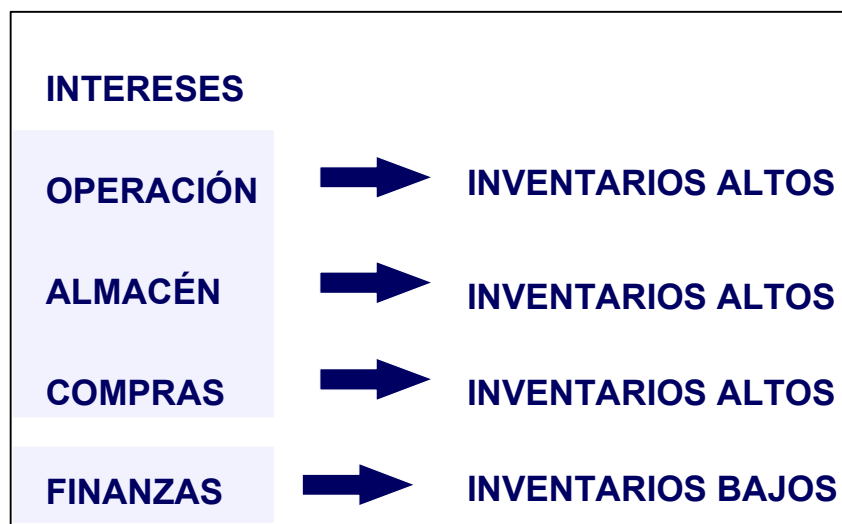 INTERESES
OPERACIÓN INVENTARIOS ALTOS
ALMACÉN INVENTARIOS ALTOS
COMPRAS INVENTARIOS ALTOS
FINANZAS INVENTARIOS BAJOS